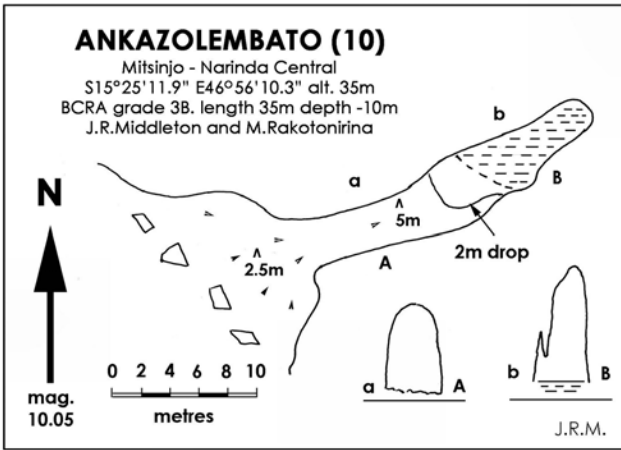 ANKAZOLEMBATO (10)
Mitsinjo - Narinda Central
S15°25'11.9" E46°56'10.3" alt. 35m
BCRA grade 3B. length 35m depth -10m
J.R.Middleton and M.Rakotonirina
b
a
B
N
5m
2.5m
A
2m drop
0 2 4 6 8 10
metres
mag.
10.05
a A
b B
J.R.M.